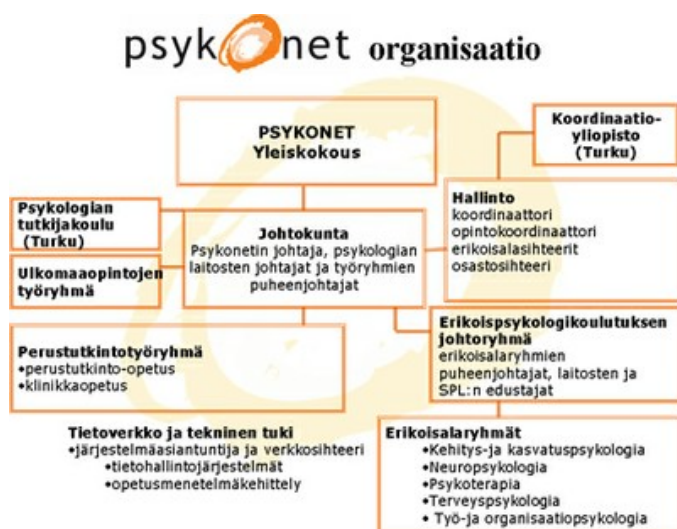 psykonet organisaatio
PSYKONET
Yleiskokous
Koordinaatio-
yliopisto
(Turku)
Psykologian
tutkijakoulu
(Turku)
Ulkomaaopintojen
työryhmä
Johtokunta
Psykonetin johtaja, psykologian
laitosten johtajat ja työryhmien
puheenjohtajat
Hallinto
koordinaattori
opintokoordinaattori
erikoisalasihteerit
osastosihteeri
Perustutkintotyöryhmä
•perustutkinto-opetus
•klinikkaopetus
Erikoispsykologikoulutuksen
johtoryhmä
erikoisalaryhmien
puheenjohtajat, laitosten ja
SPL:n edustajat
Tietoverkko ja tekninen tuki
•järjestelmäasiantuntija ja verkkosihteeri
•tietohallintojärjestelmät
•opetusmenetelmäkehittely
Erikoisalaryhmät
•Kehitys-ja kasvatuspsykologia
•Neuropsykologia
•Psykoterapia
•Terveyspsykologia
• Työ-ja organisaatiopsykologia